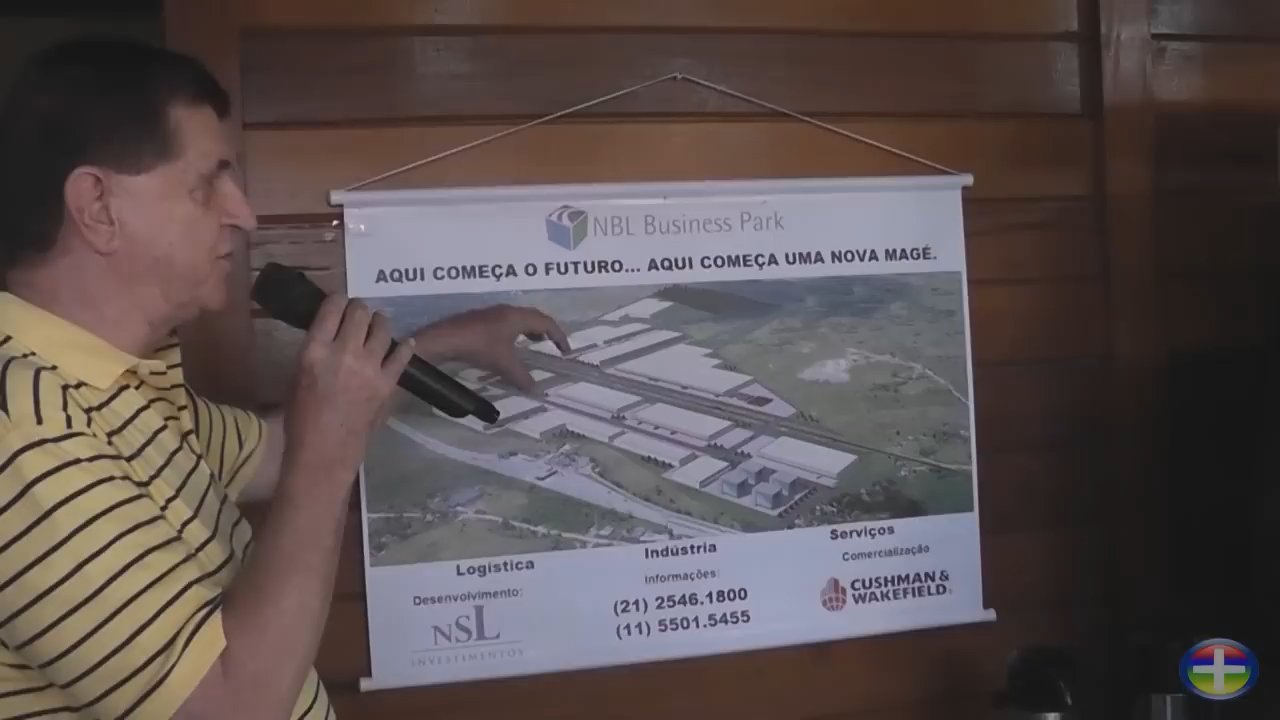 NBL Business Park
AQUI COMEÇA O FUTURO... AQUI COMEÇA UMA NOVA MAGÉ.
Logística
Indústria
Serviços
Desenvolvimento:
NSL
INVESTIMENTOS
Informações:
(21) 2546.1800
(11) 5501.5455
Comercialização
CUSHMAN &
WAKEFIELD